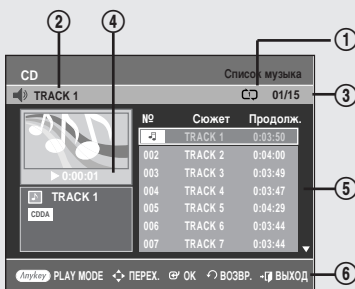 ② ④ ①
CD Список музыка
TRACK 1 01/15 ③
№ Сюжет Продолж.
TRACK 1 0:03:50
002 TRACK 2 0:04:00
003 TRACK 3 0:03:49
004 TRACK 4 0:03:47
005 TRACK 5 0:04:29
006 TRACK 6 0:03:44
007 TRACK 7 0:03:44
0:00:01
TRACK 1
CDDA
⑤
Anykey PLAY MODE ПЕРЕХ. OK ВОЗВР. ВЫХОД ⑥